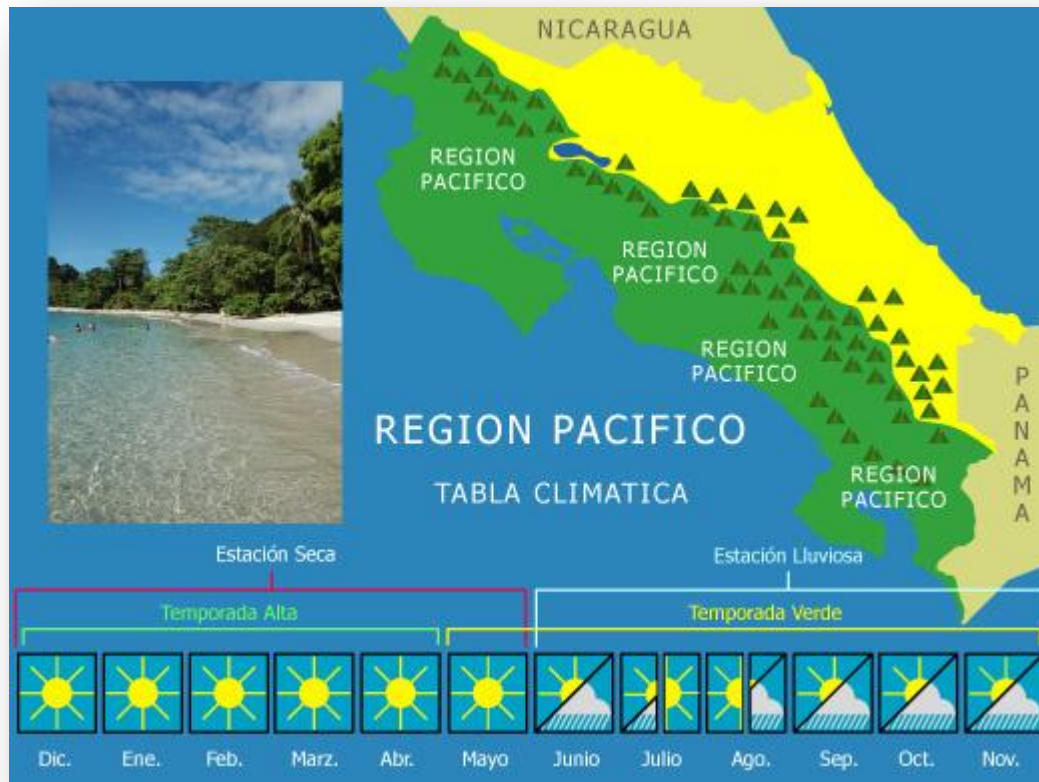 NICARAGUA
REGION
PACIFICO
REGION
PACIFICO
REGION
PACIFICO
PANAMA
REGION PACIFICO
TABLA CLIMATICA
REGION
PACIFICO
Estación Seca
Estación Lluviosa
Temporada Alta
Temporada Verde
Dic. Ene. Feb. Marz. Abr. Mayo Junio Julio Ago. Sep. Oct. Nov.